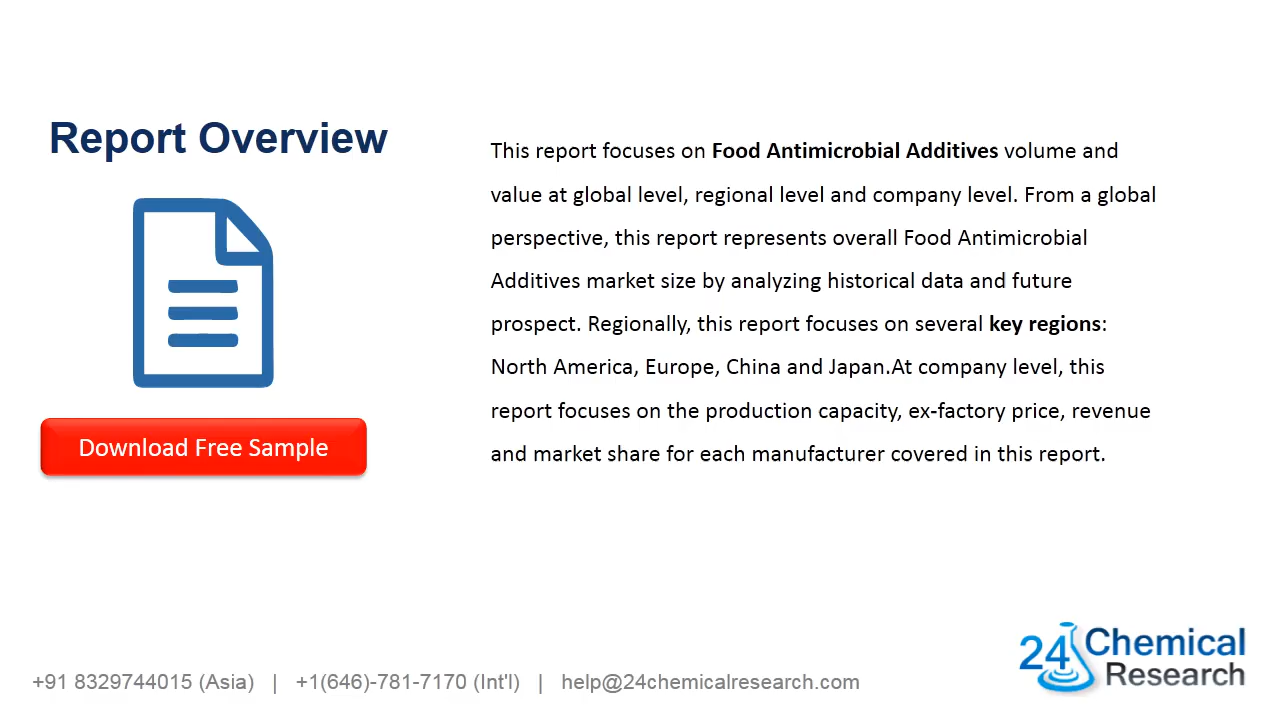 Report Overview
Download Free Sample
This report focuses on Food Antimicrobial Additives volume and
value at global level, regional level and company level. From a global
perspective, this report represents overall Food Antimicrobial
Additives market size by analyzing historical data and future
prospect. Regionally, this report focuses on several key regions:
North America, Europe, China and Japan.At company level, this
report focuses on the production capacity, ex-factory price, revenue
and market share for each manufacturer covered in this report.
+91 8329744015 (Asia) | +1(646)-781-7170 (Int'l) | help@24chemicalresearch.com
24 Chemical
Research